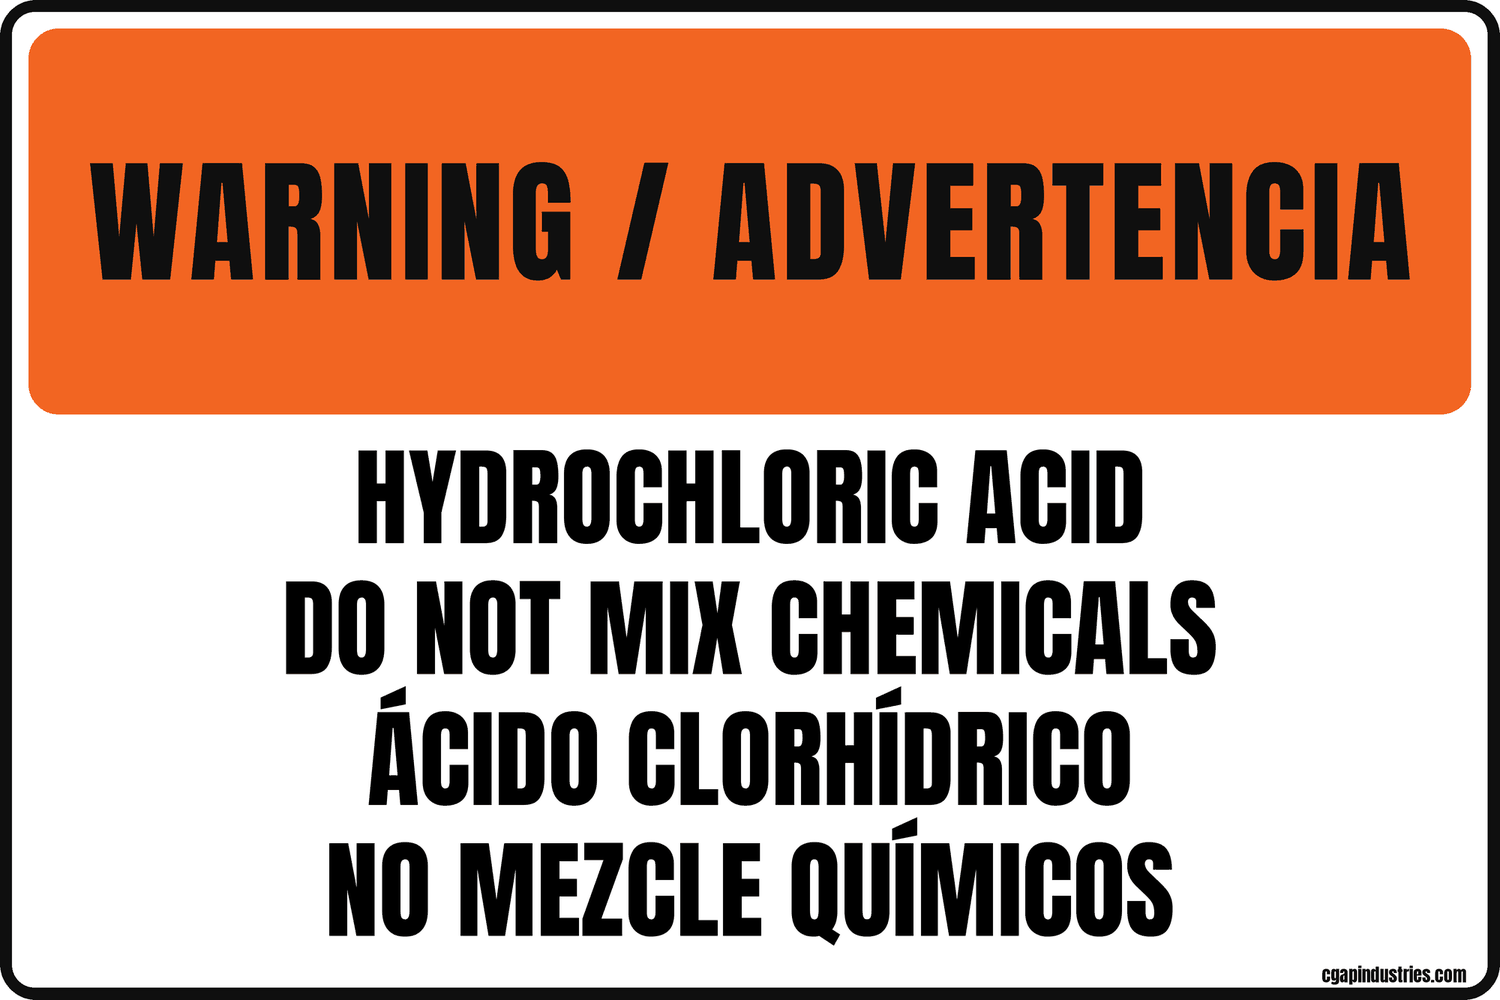 WARNING / ADVERTENCIA
HYDROCHLORIC ACID
DO NOT MIX CHEMICALS
ÁCIDO CLORHÍDRICO
NO MEZCLE QUÍMICOS
cgapindustries.com